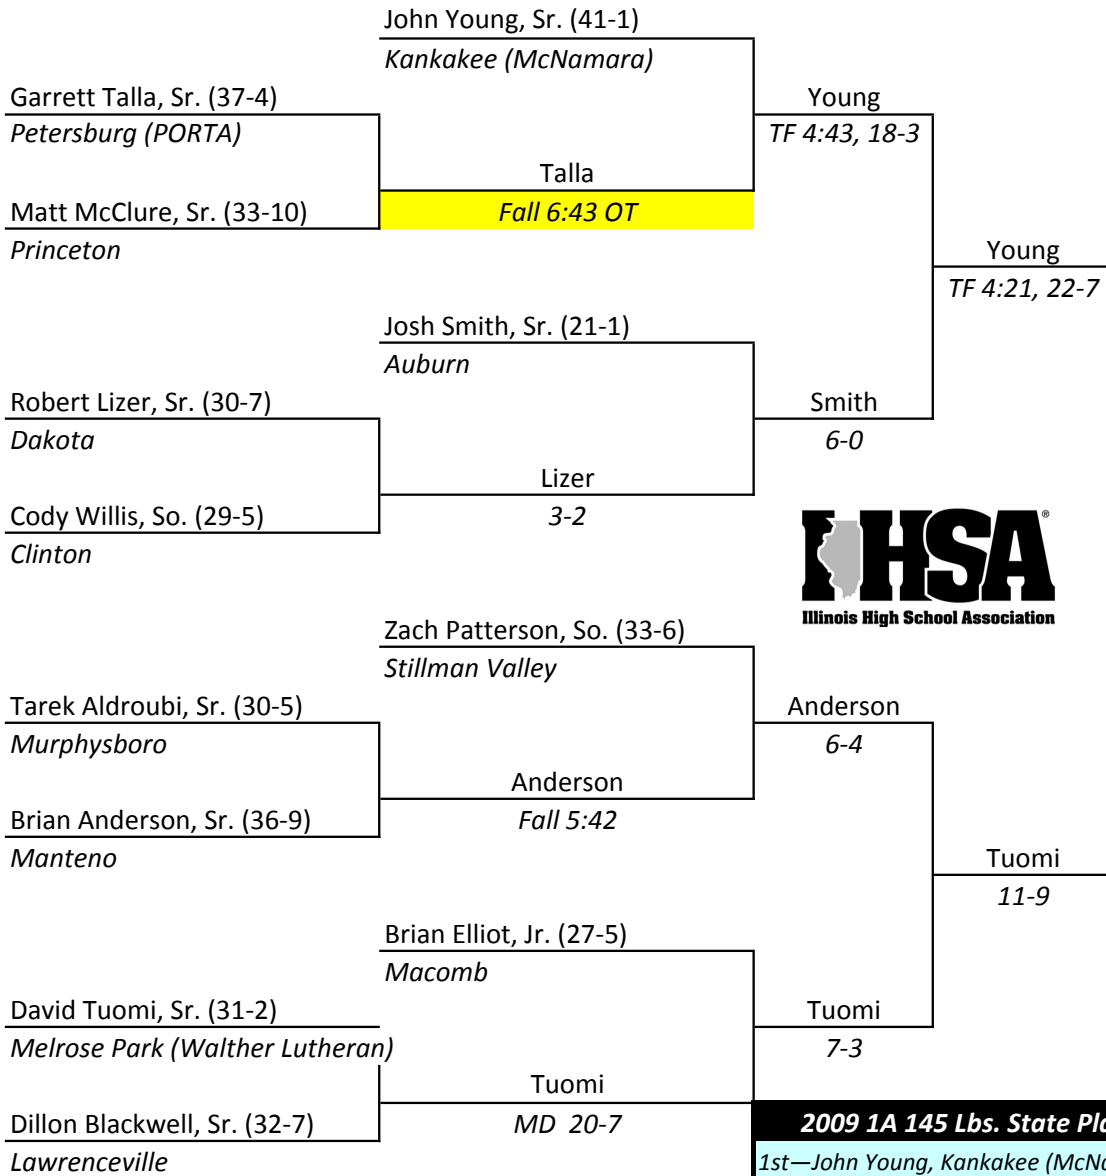 John Young, Sr. (41-1)
Kankakee (McNamara)
Garrett Talla, Sr. (37-4)
Petersburg (PORTA)
Young
TF 4:43, 18-3
Talla
Fall 6:43 OT
Matt McClure, Sr. (33-10)
Princeton
Young
TF 4:21, 22-7
Josh Smith, Sr. (21-1)
Auburn
Robert Lizer, Sr. (30-7)
Dakota
Smith
6-0
Lizer
3-2
Cody Willis, So. (29-5)
Clinton
IHSA®
Illinois High School Association
Zach Patterson, So. (33-6)
Stillman Valley
Tarek Aldroubi, Sr. (30-5)
Murphysboro
Anderson
6-4
Anderson
Fall 5:42
Brian Anderson, Sr. (36-9)
Manteno
Tuomi
11-9
Brian Elliot, Jr. (27-5)
Macomb
David Tuomi, Sr. (31-2)
Melrose Park (Walther Lutheran)
Tuomi
7-3
Tuomi
MD 20-7
Dillon Blackwell, Sr. (32-7)
Lawrenceville
2009 1A 145 Lbs. State
1st—John Young, Kankakee